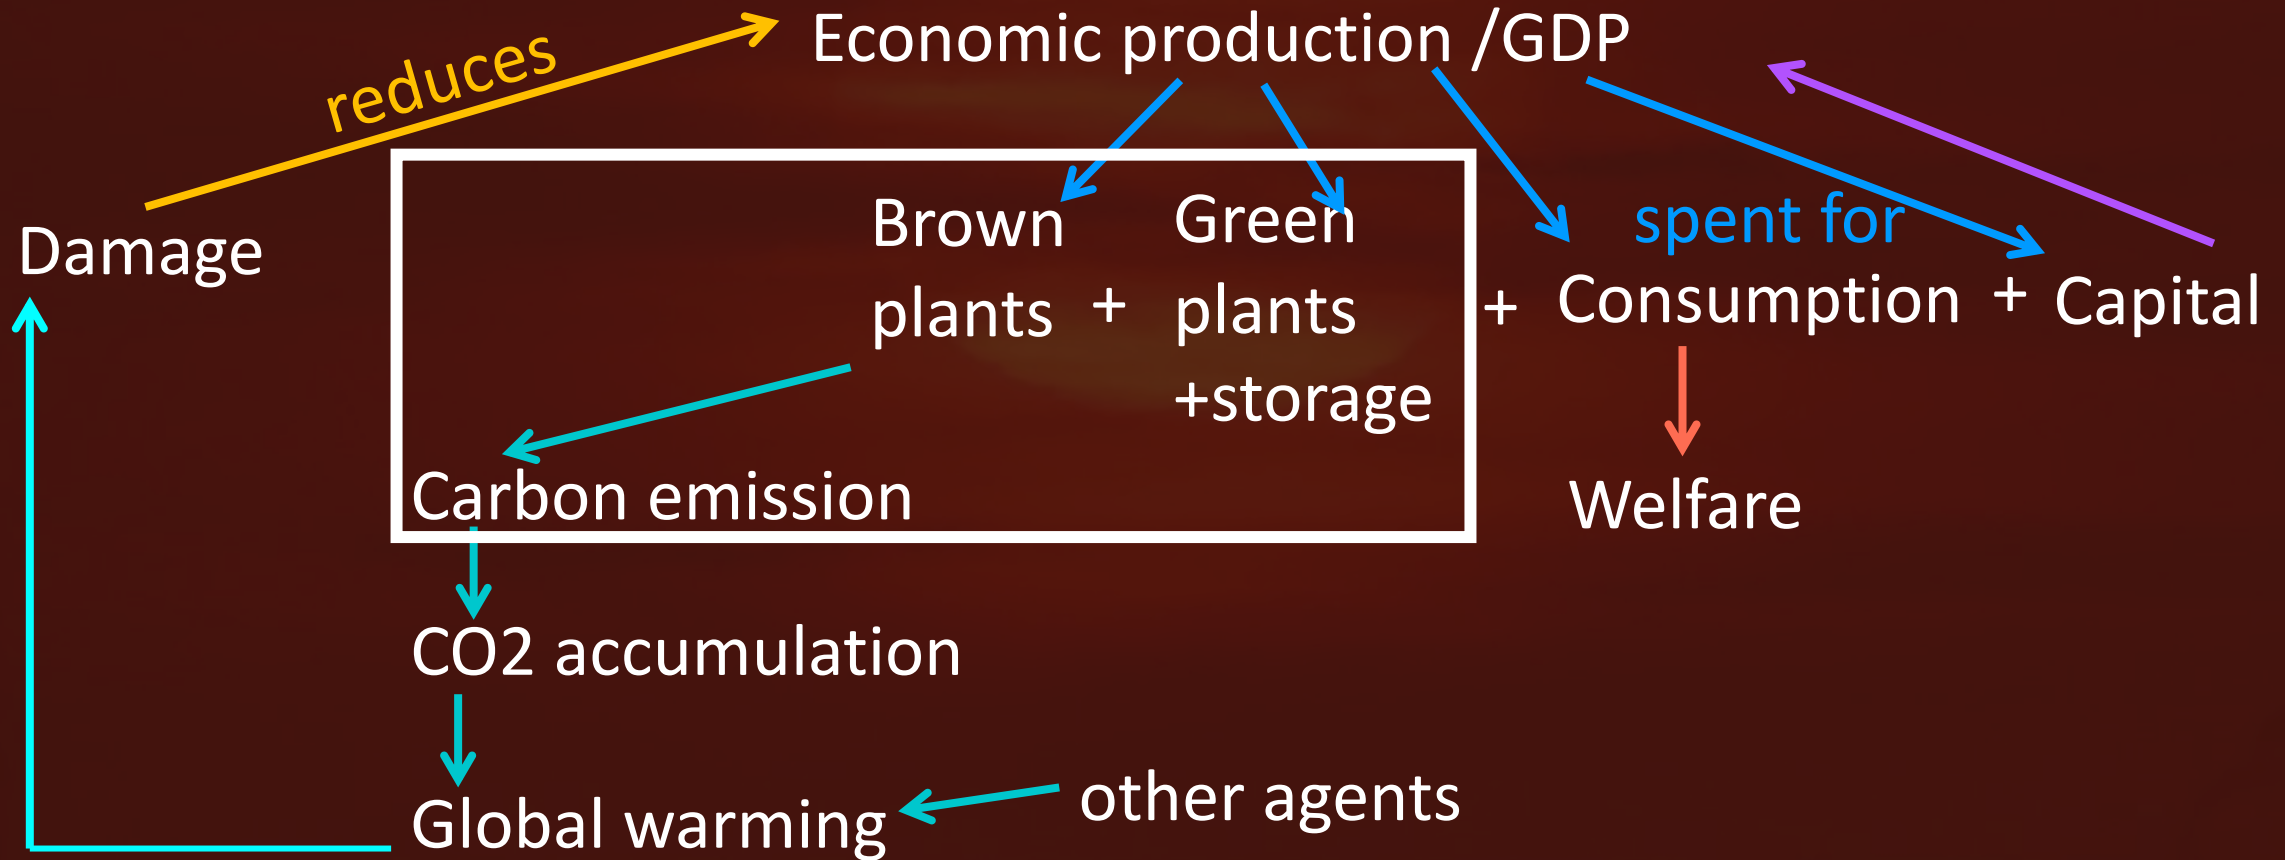 Economic production /GDP
reduces
Damage
Brown
plants
+
Green
plants
+storage
+
spent for
Consumption
+
Capital
Carbon emission
Welfare
CO2 accumulation
Global warming
other agents